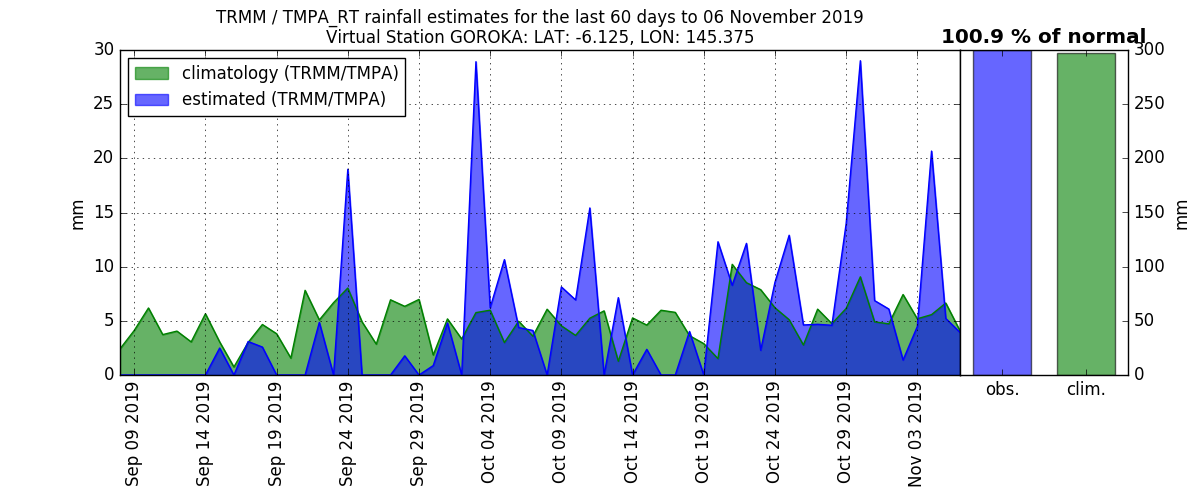 TRMM / TMPA_RT rainfall estimates for the last 60 days to 06 November 2019
Virtual Station GOROKA: LAT: -6.125, LON: 145.375
100.9 % of normal
climatology (TRMM/TMPA)
estimated (TRMM/TMPA)
30
25
20
15
10
5
0
mm
300
250
200
150
100
50
0
mm
Sep 09 2019
Sep 14 2019
Sep 19 2019
Sep 24 2019
Sep 29 2019
Oct 04 2019
Oct 09 2019
Oct 14 2019
Oct 19 2019
Oct 24 2019
Oct 29 2019
Nov 03 2019
obs.
clim.